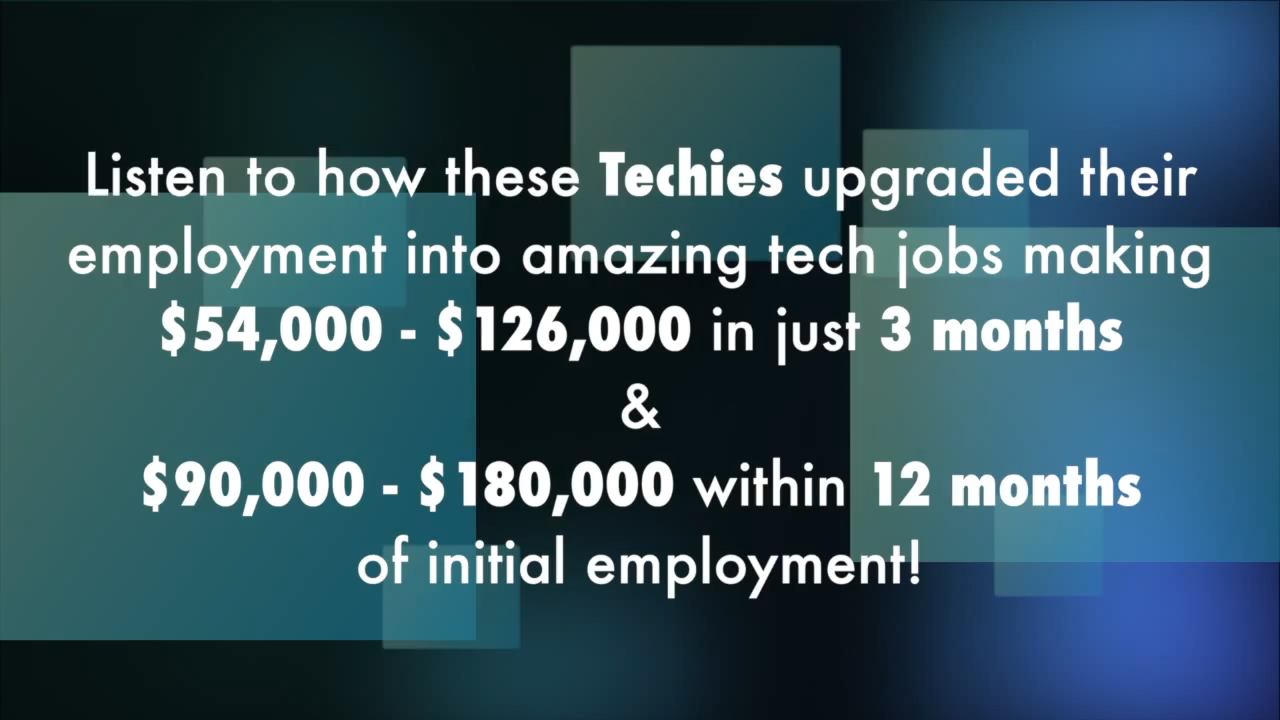 Listen to how these Techies upgraded their
employment into amazing tech jobs making
$54,000 - $126,000 in just 3 months
&
$90,000 - $180,000 within 12 months
of initial employment!